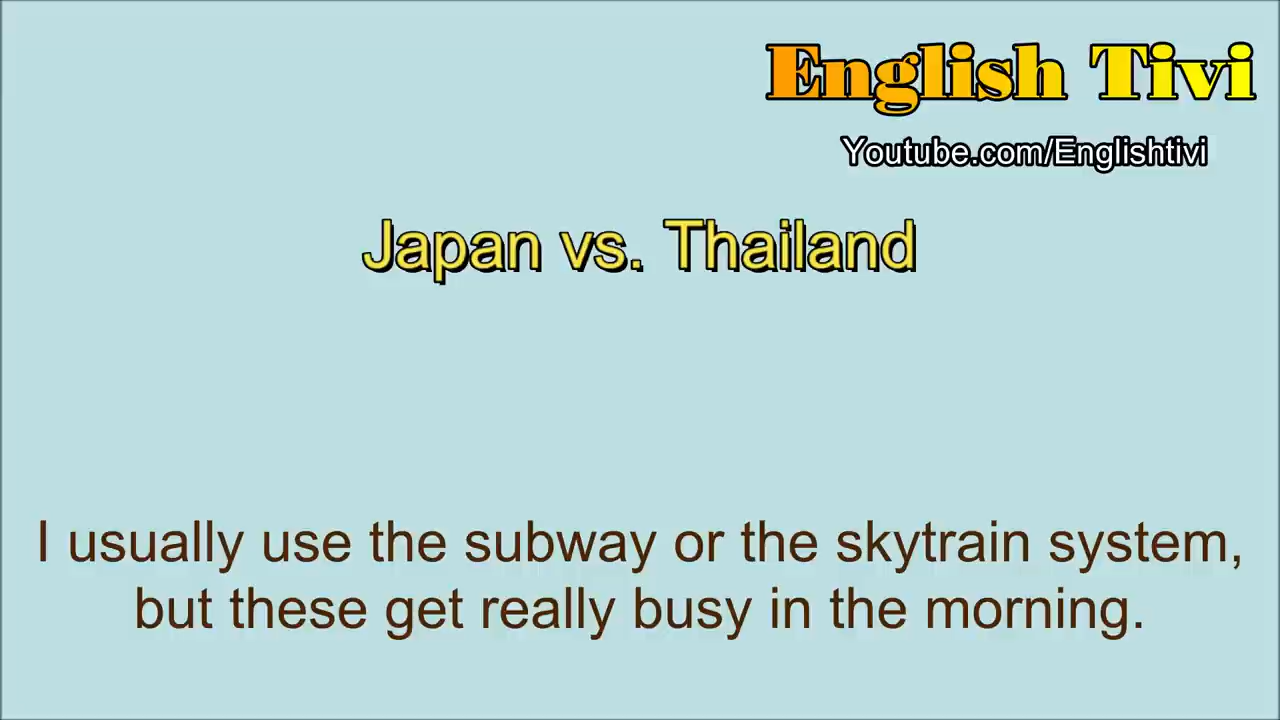 English Tivi
Youtube.com/Englishtivi
Japan vs. Thailand
I usually use the subway or the skytrain system,
but these get really busy in the morning.